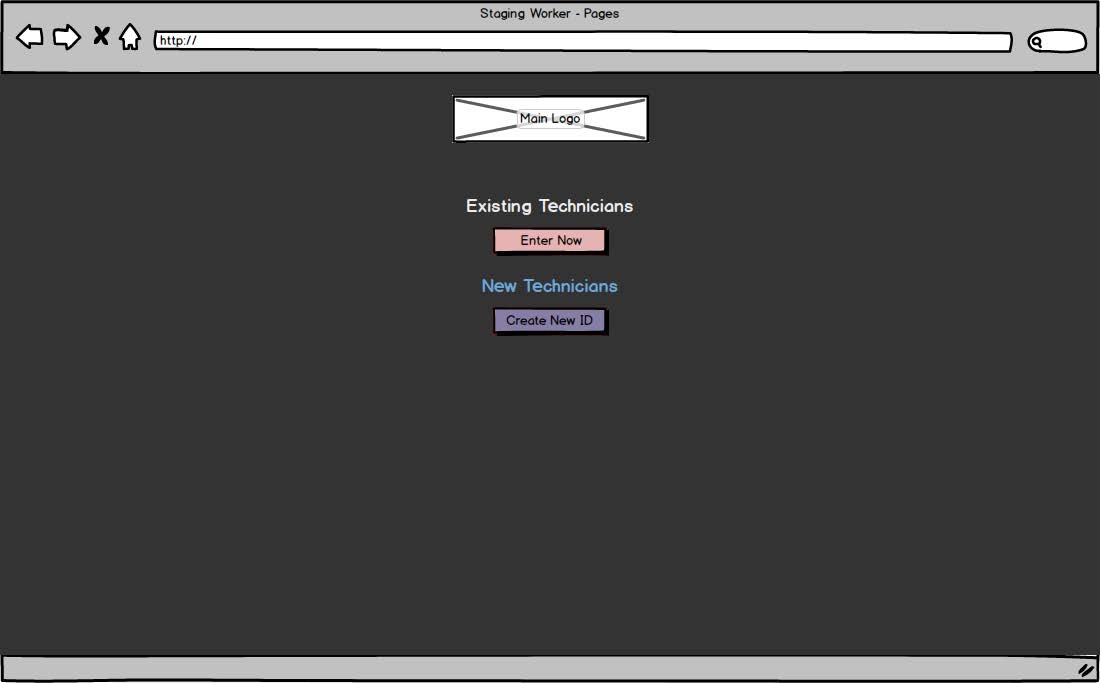 Staging Worker - Pages
http://
Main Logo
Existing Technicians
Enter Now
New Technicians
Create New ID